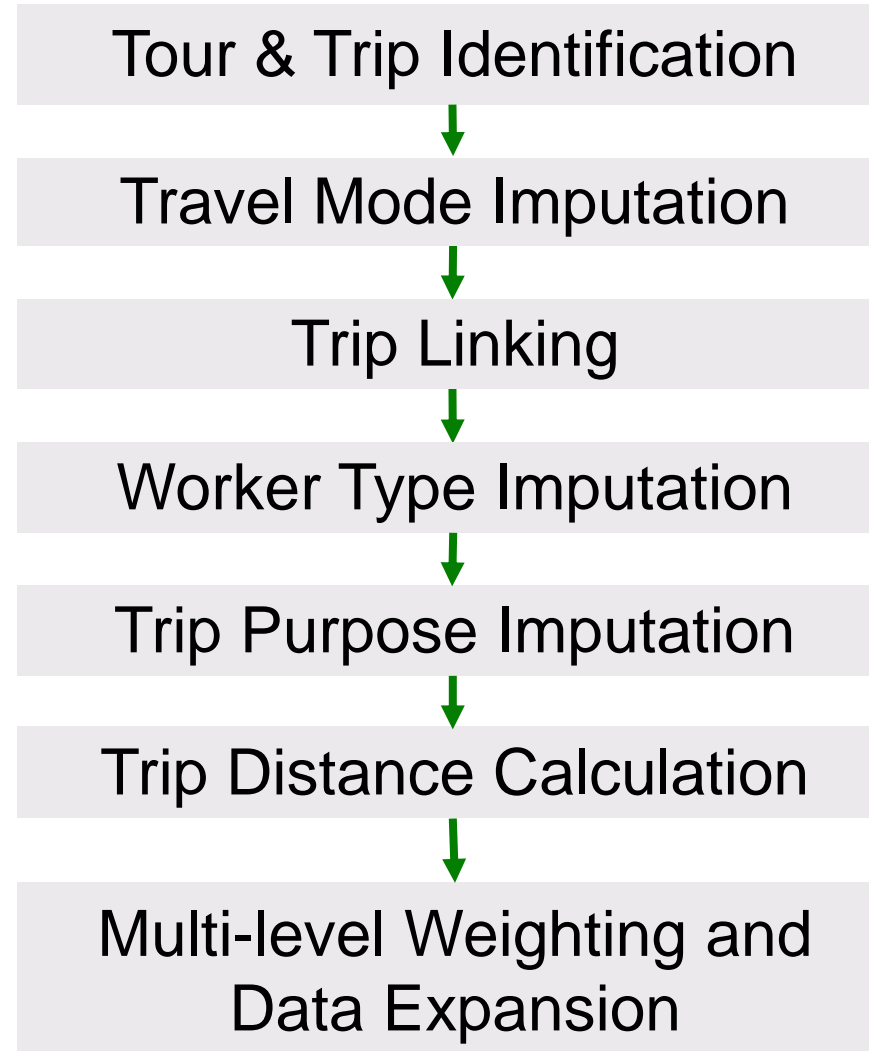 Tour & Trip Identification
Travel Mode Imputation
Trip Linking
Worker Type Imputation
Trip Purpose Imputation
Trip Distance Calculation
Multi-level Weighting and
Data Expansion